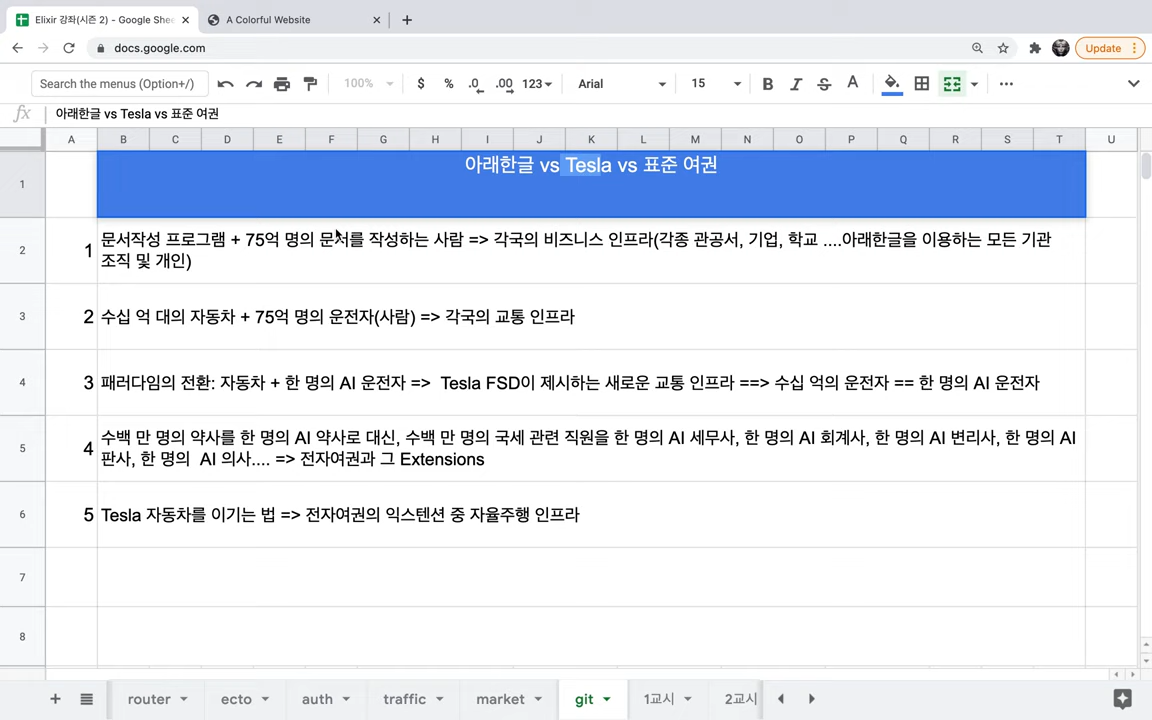 Elixir 강좌(시즌 2) - Google Shee
A Colorful Website
docs.google.com
Update
Search the menus (Option+/)
100%
$ % .0 .00 123
Arial
15
B I S A
fx 아래한글 vs Tesla vs 표준 여권
A B C D E F G H I J K L M N O P Q R S T U
1 아래한글 vs Tesla vs 표준 여권
2 1 문서작성 프로그램 + 75억 명의 문서를 작성하는 사람 => 각국의 비즈니스 인프라(각종 관공서, 기업, 학교 ....아래한글을 이용하는 모든 기관
조직 및 개인)
3 2 수십 억 대의 자동차 + 75억 명의 운전자(사람) => 각국의 교통 인프라
4 3 패러다임의 전환: 자동차 + 한 명의 AI 운전자 => Tesla FSD이 제시하는 새로운 교통 인프라 ==> 수십 억의 운전자 == 한 명의 AI 운전자
5 4 수백 만 명의 약사를 한 명의 AI 약사로 대신, 수백 만 명의 국세 관련 직원을 한 명의 AI 세무사, 한 명의 AI 회계사, 한 명의 AI 변리사, 한 명의 AI
판사, 한 명의 AI 의사.... => 전자여권과 그 Extensions
6 5 Tesla 자동차를 이기는 법 => 전자여권의 익스텐션 중 자율주행 인프라
7
8
router ecto auth traffic market git 1교시 2교시